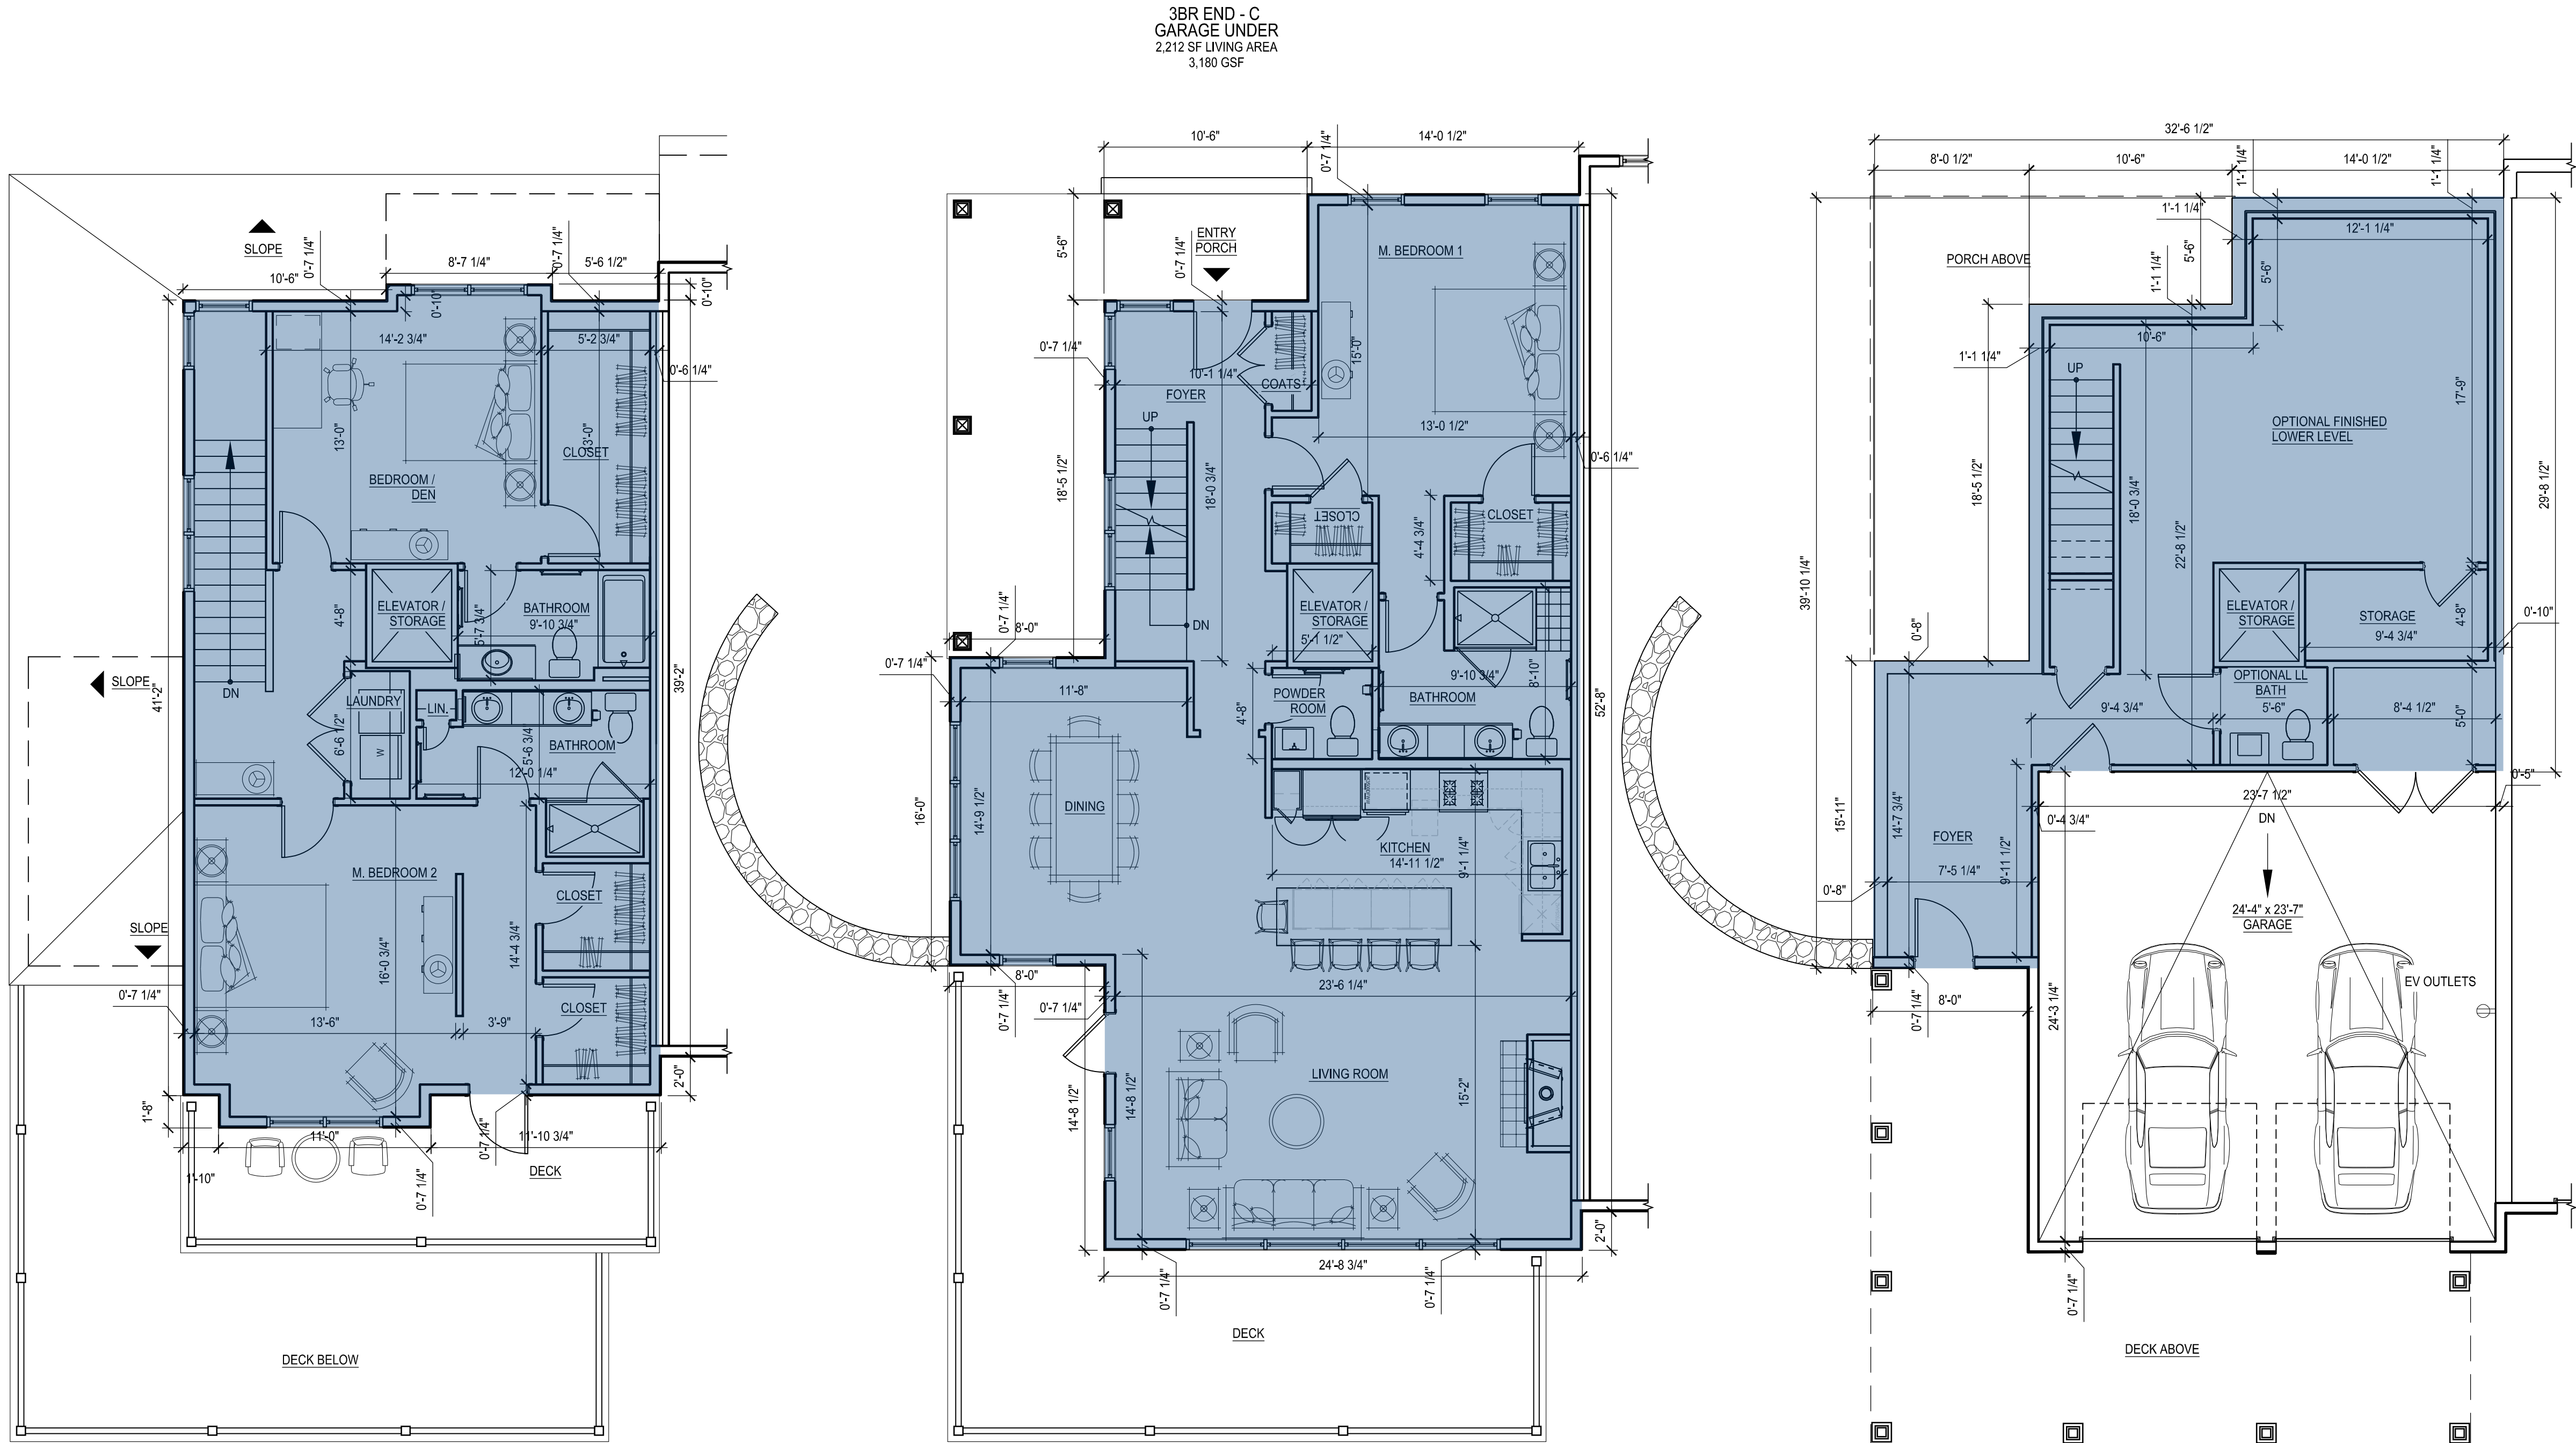 3BR END - C
GARAGE UNDER
2,212 SF LIVING AREA
3,180 GSF
SLOPE
0'-7 1/4"
10'-6"
8'-7 1/4"
0'-7 1/4"
5'-6 1/2"
0'-10"
0'-10"
14'-2 3/4"
5'-2 3/4"
0'-6 1/4"
13'-0"
13'-0"
CLOSET
BEDROOM /
DEN
4'-8"
ELEVATOR /
STORAGE
5'-7 3/4"
BATHROOM
9'-10 3/4"
39'-2"
SLOPE
41'-2"
DN
LAUNDRY
LIN.
6'-6 1/2"
W
5'-6 3/4"
BATHROOM
12'-0 1/4"
M. BEDROOM 2
CLOSET
SLOPE
16'-0 3/4"
14'-4 3/4"
0'-7 1/4"
CLOSET
13'-6"
3'-9"
2'-0"
1'-8"
11'-0"
0'-7 1/4"
11'-10 3/4"
1'-10"
0'-7 1/4"
DECK
DECK BELOW
10'-6"
0'-7 1/4"
14'-0 1/2"
5'-6"
ENTRY
PORCH
0'-7 1/4"
M. BEDROOM 1
0'-7 1/4"
15'-0"
10'-1 1/4"
COATS
FOYER
UP
13'-0 1/2"
0'-6 1/4"
18'-5 1/2"
18'-0 3/4"
CLOSET
CLOSET
4'-4 3/4"
0'-7 1/4"
8'-0"
DN
ELEVATOR /
STORAGE
5'-1 1/2"
0'-7 1/4"
11'-8"
POWDER
ROOM
4'-8"
9'-10 3/4"
8'-10"
BATHROOM
52'-8"
16'-0"
14'-9 1/2"
DINING
KITCHEN
14'-11 1/2"
9'-1 1/4"
8'-0"
0'-7 1/4"
0'-7 1/4"
23'-6 1/4"
14'-8 1/2"
14'-8 1/2"
LIVING ROOM
15'-2"
2'-0"
24'-8 3/4"
0'-7 1/4"
0'-7 1/4"
DECK
32'-6 1/2"
8'-0 1/2"
10'-6"
1'-1 1/4"
14'-0 1/2"
1'-1 1/4"
1'-1 1/4"
12'-1 1/4"
PORCH ABOVE
5'-6"
5'-6"
1'-1 1/4"
1'-1 1/4"
10'-6"
UP
17'-9"
OPTIONAL FINISHED
LOWER LEVEL
18'-5 1/2"
18'-0 3/4"
22'-8 1/2"
29'-8 1/2"
39'-10 1/4"
0'-8"
ELEVATOR /
STORAGE
STORAGE
9'-4 3/4"
4'-8"
0'-10"
OPTIONAL LL
BATH
9'-4 3/4"
5'-6"
8'-4 1/2"
5'-0"
0'-5"
15'-11"
14'-7 3/4"
23'-7 1/2"
0'-4 3/4"
DN
FOYER
7'-5 1/4"
9'-11 1/2"
0'-8"
24'-4" x 23'-7"
GARAGE
EV OUTLETS
8'-0"
0'-7 1/4"
24'-3 1/4"
0'-7 1/4"
DECK ABOVE